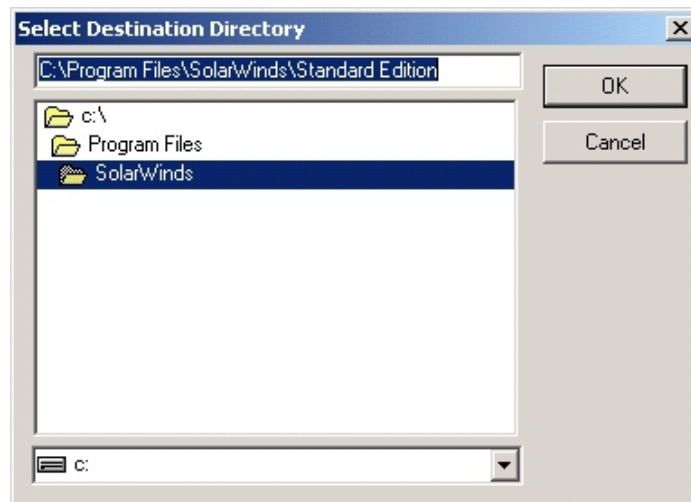 Select Destination Directory
C:\Program Files\SolarWinds\Standard Edition
OK
c:\
Program Files
Cancel
SolarWinds
c: